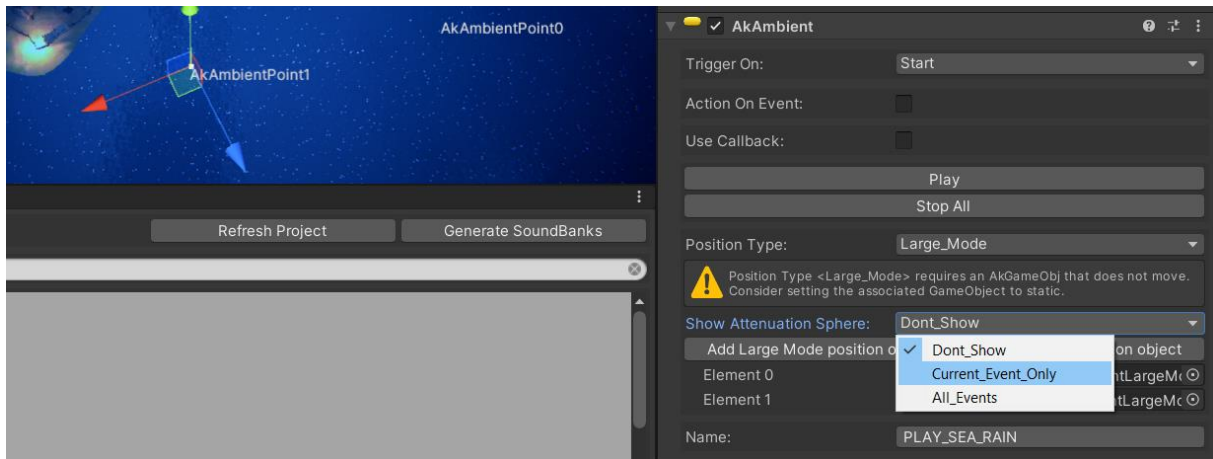 AkAmbientPoint0
AkAmbientPoint1
Refresh Project
Generate SoundBanks
AkAmbient
Trigger On:
Start
Action On Event:
Use Callback:
Play
Stop All
Position Type:
Large_Mode
Position Type <Large_Mode> requires an AkGameObj that does not move.
Consider setting the associated GameObject to static.
Show Attenuation Sphere:
Dont_Show
Add Large Mode position o
on object
Dont_Show
Current_Event_Only
All_Events
Element 0
Element 1
Name:
PLAY_SEA_RAIN